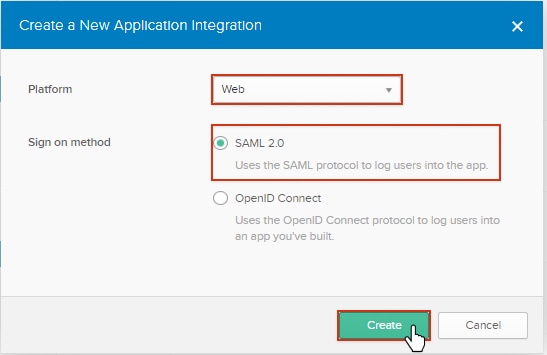 Create a New Application Integration
Platform
Web
Sign on method
SAML 2.0
Uses the SAML protocol to log users into the app.
OpenID Connect
Uses the OpenID Connect protocol to log users into
an app you've built.
Create
Cancel